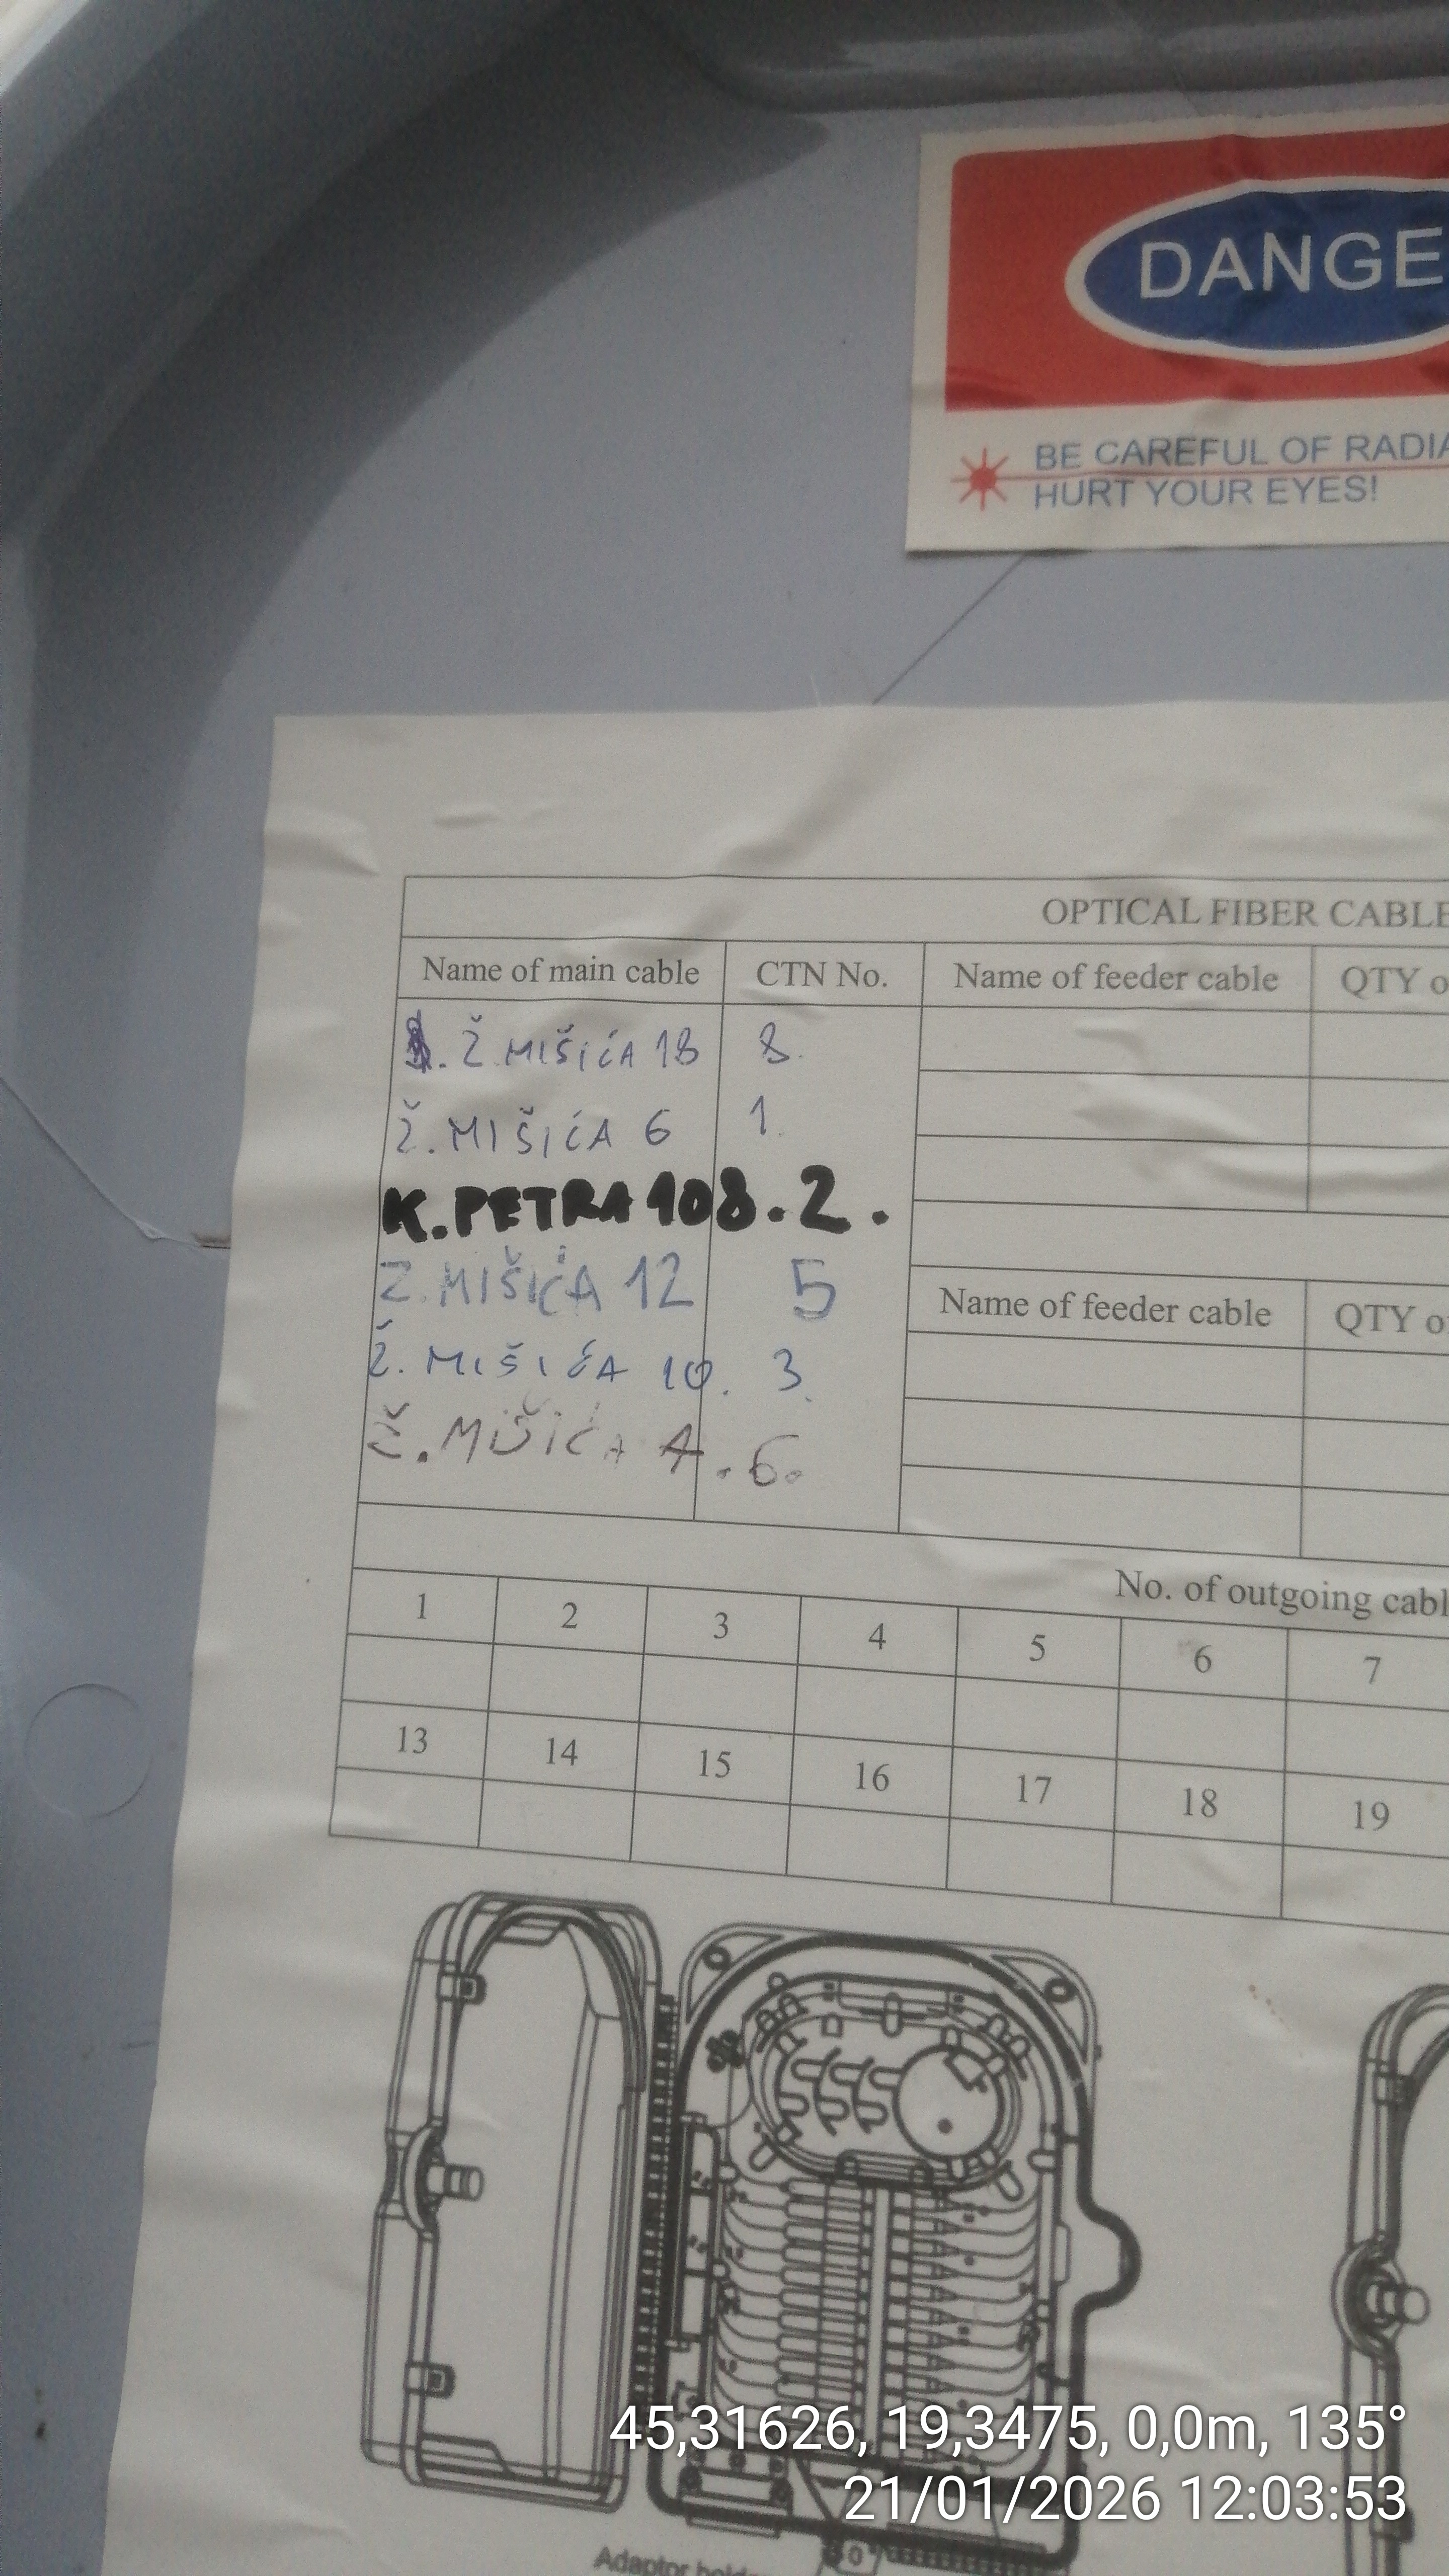 DANGE
BE CAREFUL OF RADIA
HURT YOUR EYES!
OPTICAL FIBER CABLE
Name of main cable CTN No. Name of feeder cable QTY o
. Ž MIŠIĆA 18 8.
Ž. MIŠIĆA 6 1.
K. PETRA 108. 2.
Name of feeder cable QTY o
Z. MIŠIĆA 12 5
Ž. MIŠIĆA 10. 3.
Ž. MIŠIĆA 4. 6.
No. of outgoing cabl
1 2 3 4 5 6 7
13 14 15 16 17 18 19
45,31626, 19,3475, 0,0m, 135°
21/01/2026 12:03:53
Adaptor